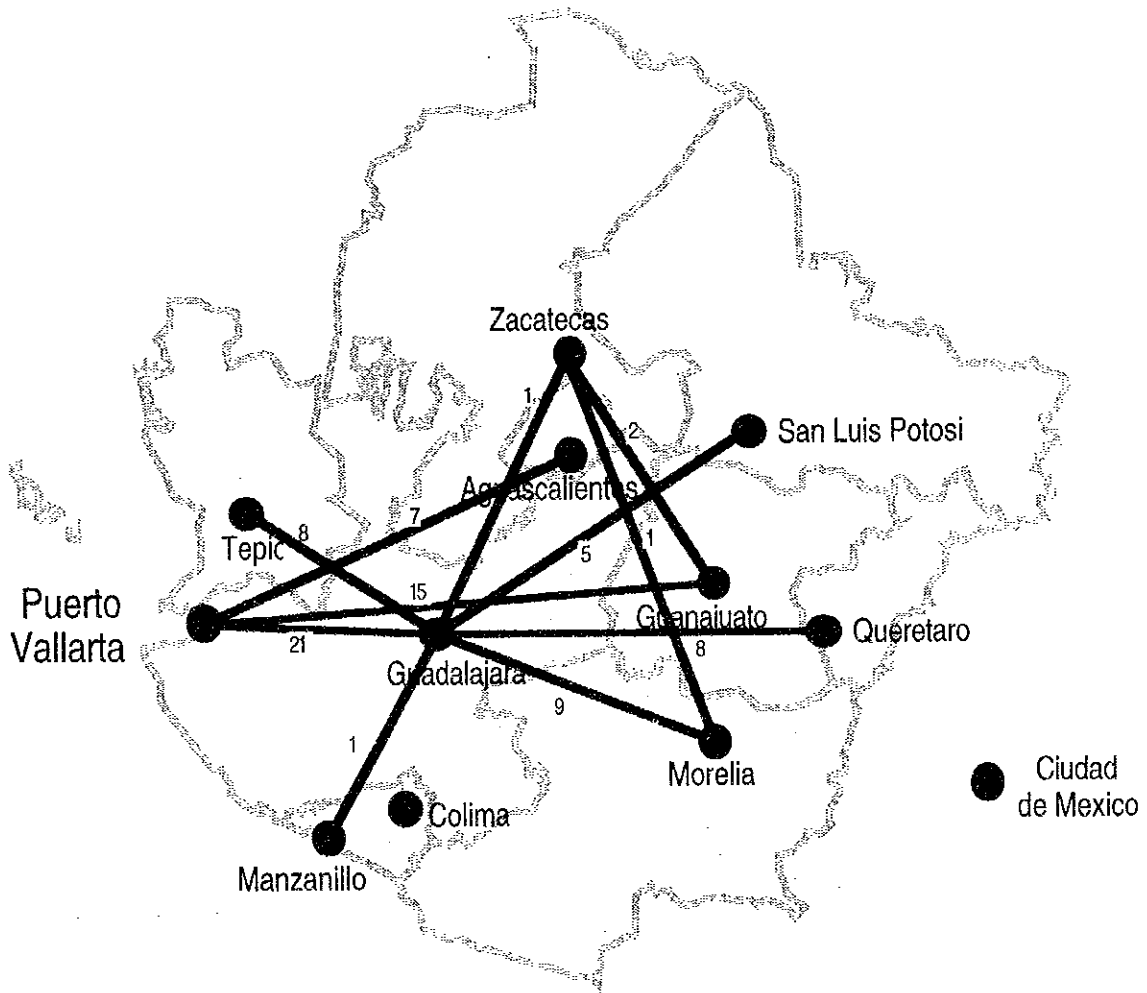 Zacatecas
1
2
San Luis Potosi
Aguascalientes
7
8
Tepic
5
1
15
Puerto
Vallarta
Guanajuato
Queretaro
21
8
Guadalajara
9
1
Morelia
Ciudad
de Mexico
Colima
Manzanillo